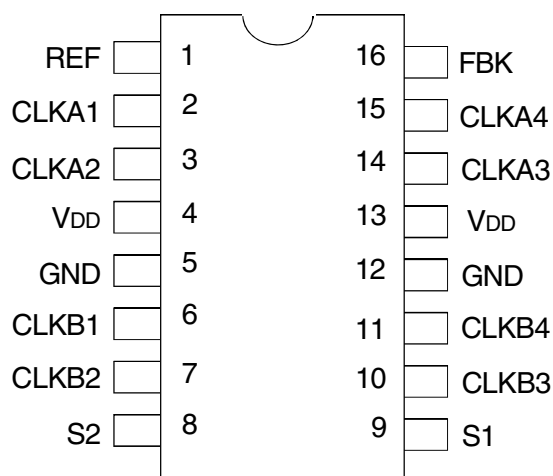 REF 1 16 FBK
CLKA1 2 15 CLKA4
CLKA2 3 14 CLKA3
VDD 4 13 VDD
GND 5 12 GND
CLKB1 6 11 CLKB4
CLKB2 7 10 CLKB3
S2 8 9 S1